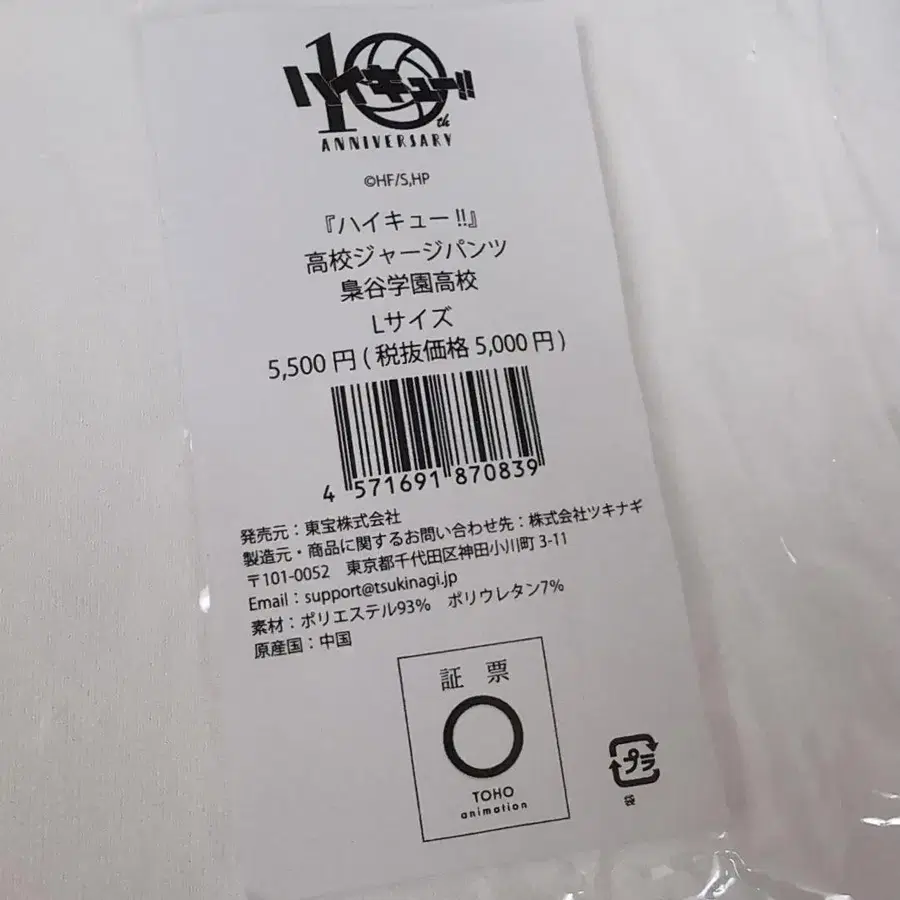 ハイキュー!!
10th
ANNIVERSARY
©HF/S,HP
『ハイキュー!!』
高校ジャージパンツ
梟谷学園高校
Lサイズ
5,500円(税抜価格5,000円)
4 571691 870839
発売元：東宝株式会社
製造元・商品に関するお問い合わせ先：株式会社ツキナギ
〒101-0052　東京都千代田区神田小川町3-11
Email：support@tsukinagi.jp
素材：ポリエステル93%　ポリウレタン7%
原産国：中国
証 票
TOHO
animation
プラ
袋